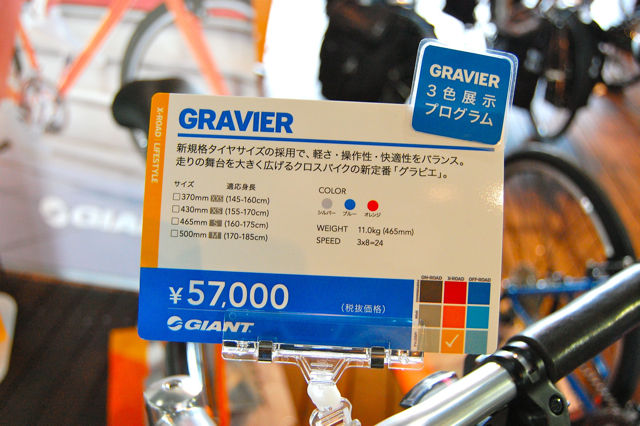 GRAVIER
3色展示
プログラム
X-ROAD | LIFESTYLE
GRAVIER
新規格タイヤサイズの採用で、軽さ・操作性・快適性をバランス。
走りの舞台を大きく広げるクロスバイクの新定番「グラビエ」。
サイズ 適応身長
□370mm XXS (145-160cm)
□430mm XS (155-170cm)
□465mm S (160-175cm)
□500mm M (170-185cm)
COLOR
シルバー ブルー オレンジ
WEIGHT 11.0kg (465mm)
SPEED 3x8=24
¥57,000 (税抜価格)
GIANT
ON-ROAD X-ROAD OFF-ROAD
GIANT